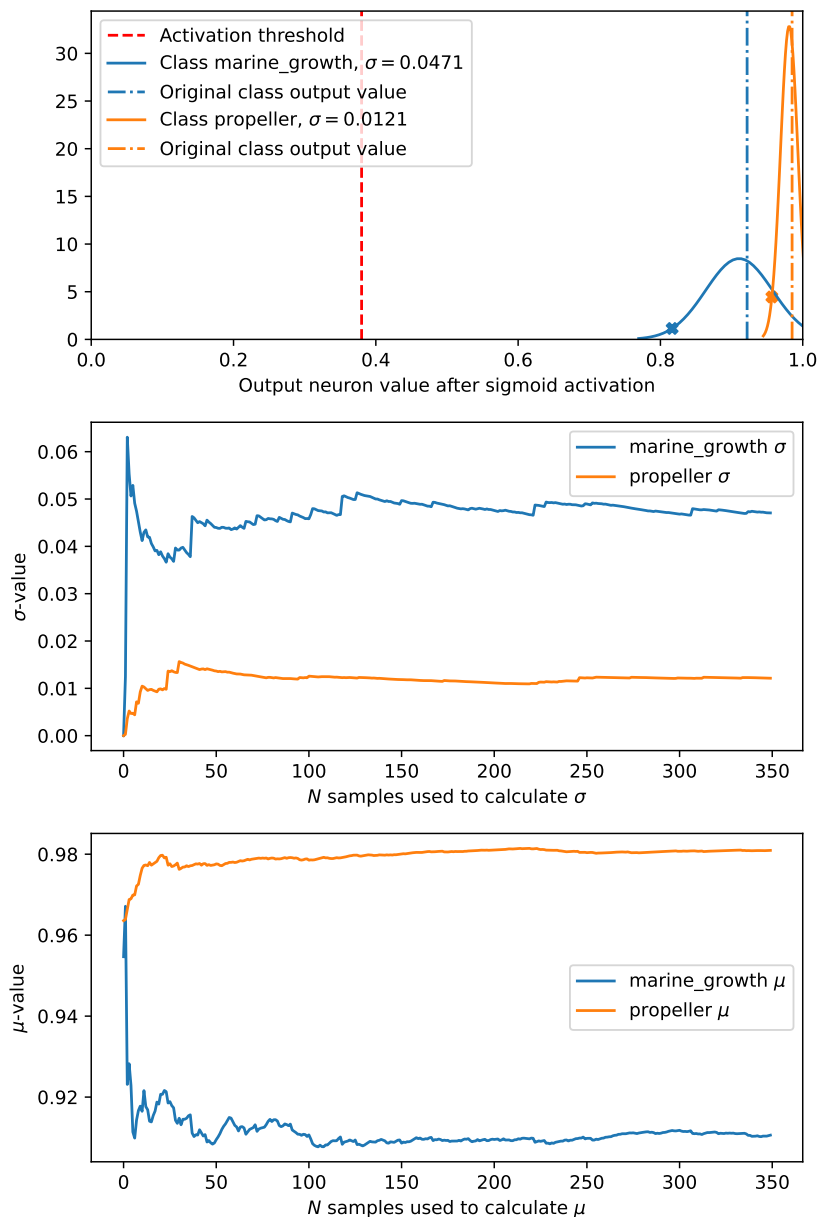 35
30
25
20
15
10
5
0
Activation threshold
Class marine_growth, σ = 0.0471
Original class output value
Class propeller, σ = 0.0121
Original class output value
0.0 0.2 0.4 0.6 0.8 1.0
Output neuron value after sigmoid activation
0.06
0.05
0.04
0.03
0.02
0.01
0.00
σ-value
marine_growth σ
propeller σ
0 50 100 150 200 250 300 350
N samples used to calculate σ
0.98
0.96
0.94
0.92
μ-value
marine_growth μ
propeller μ
0 50 100 150 200 250 300 350
N samples used to calculate μ